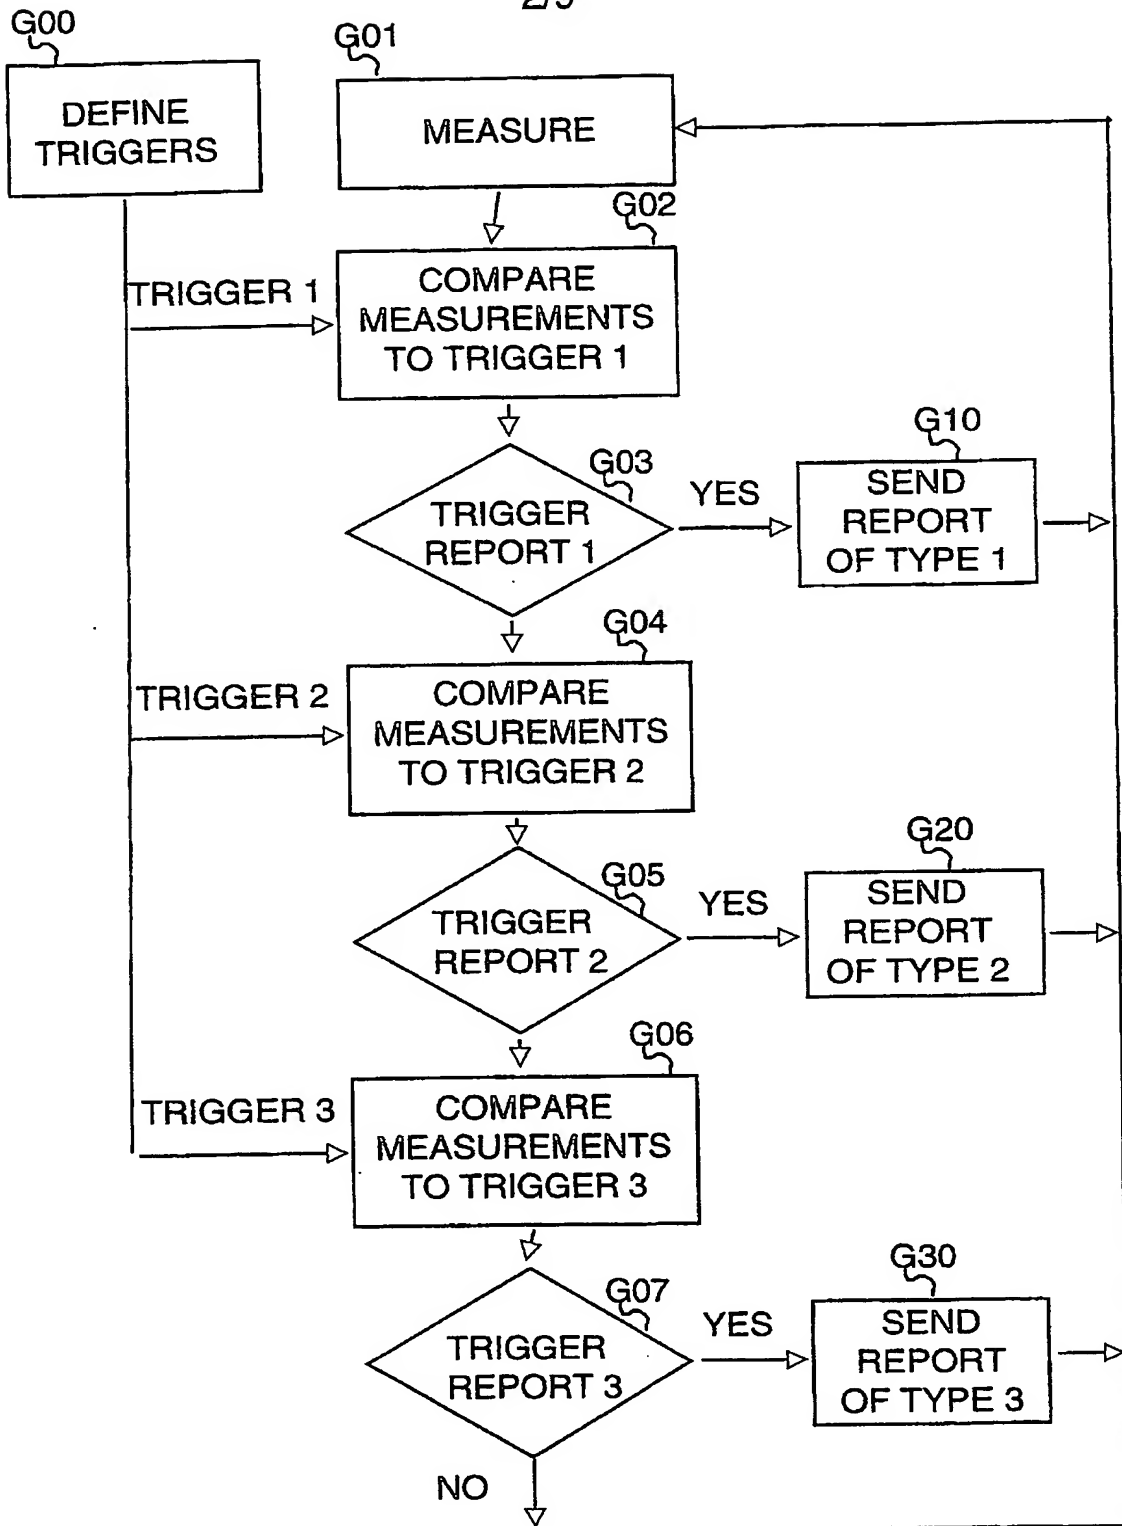 G00
DEFINE
TRIGGERS
G01
MEASURE
G02
TRIGGER 1
COMPARE
MEASUREMENTS
TO TRIGGER 1
G03
TRIGGER
REPORT 1
YES
G10
SEND
REPORT
OF TYPE 1
G04
TRIGGER 2
COMPARE
MEASUREMENTS
TO TRIGGER 2
G05
TRIGGER
REPORT 2
YES
G20
SEND
REPORT
OF TYPE 2
G06
TRIGGER 3
COMPARE
MEASUREMENTS
TO TRIGGER 3
G07
TRIGGER
REPORT 3
YES
G30
SEND
REPORT
OF TYPE 3
NO